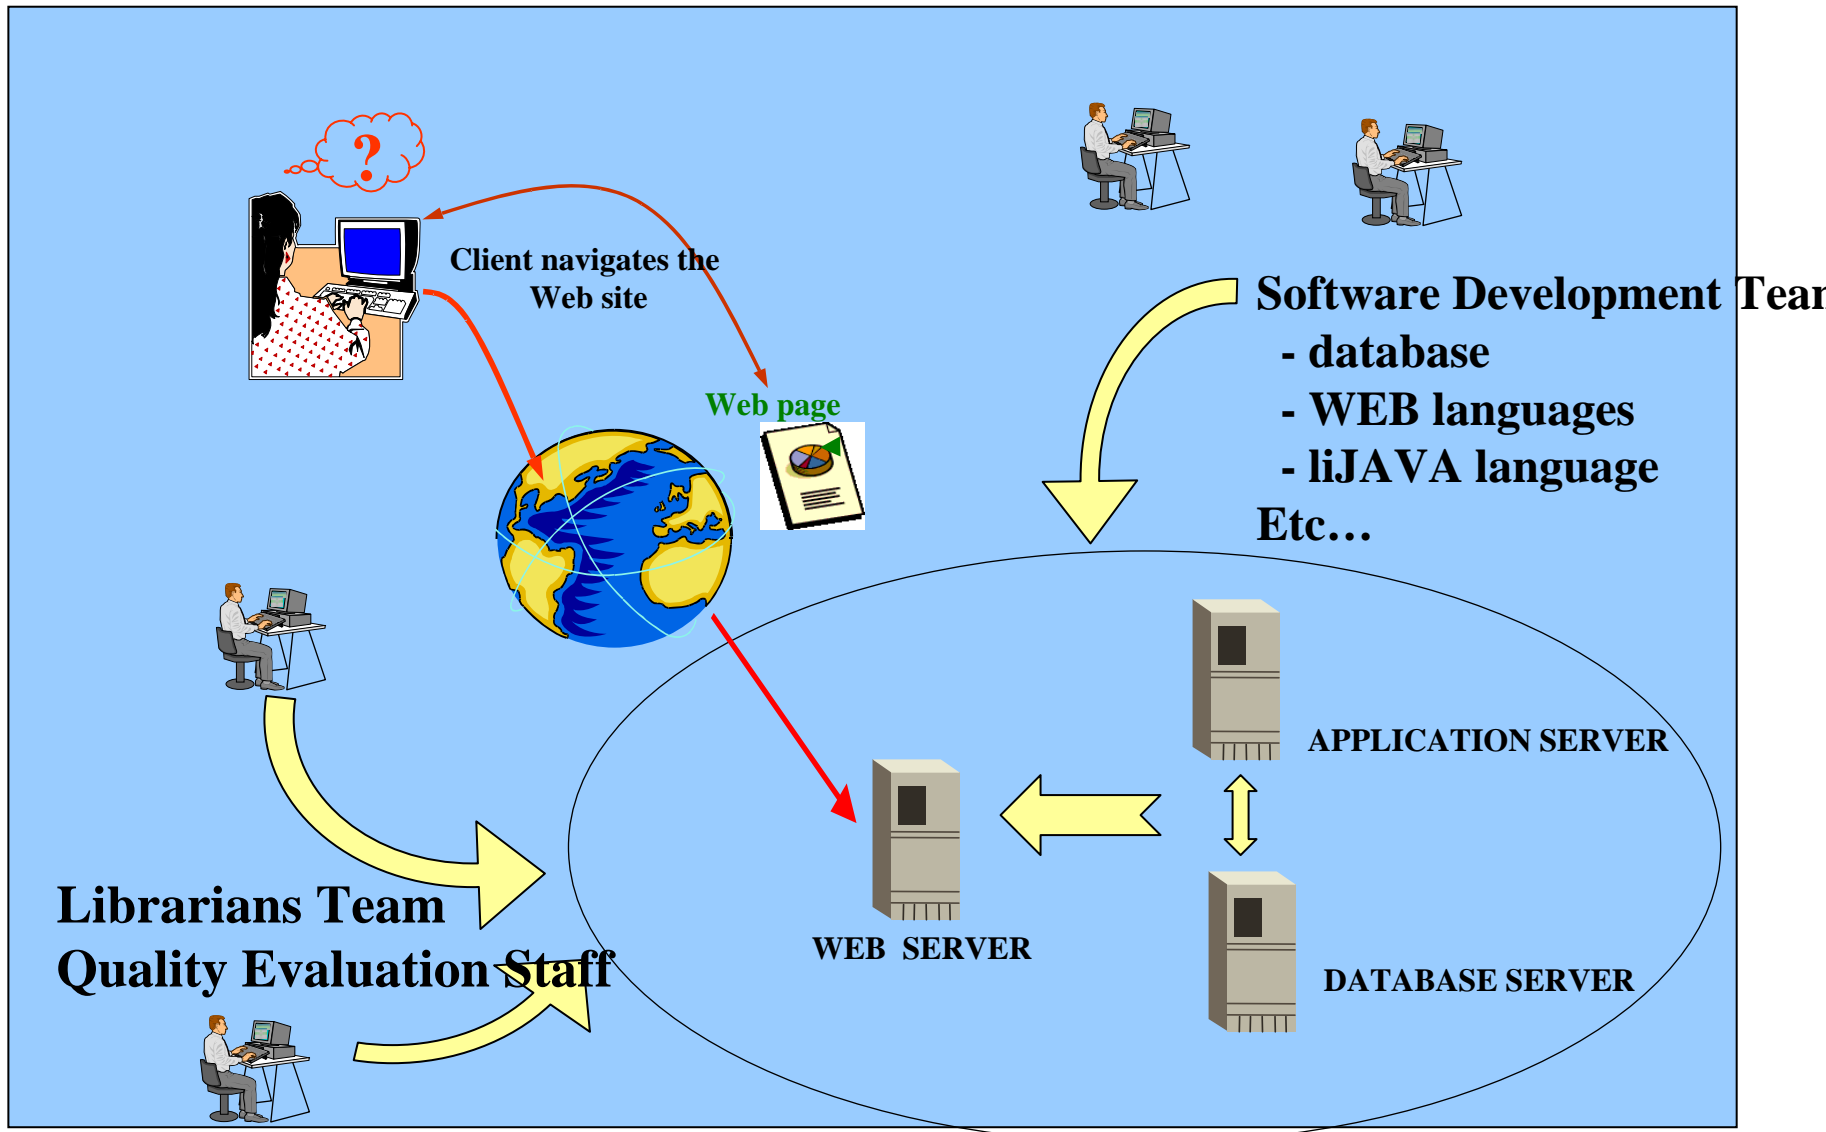 ?
Client navigates the
Web site
Web page
Software Development Tea
- database
- WEB languages
- liJAVA language
Etc…
APPLICATION SERVER
WEB SERVER
DATABASE SERVER
Librarians Team
Quality Evaluation Staff